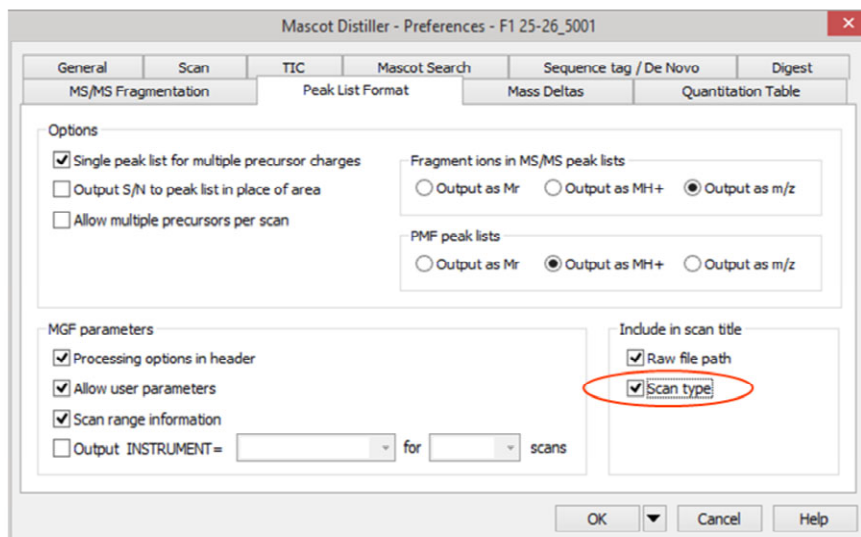 Mascot Distiller - Preferences - F1 25-26_5001
General Scan TIC Mascot Search Sequence tag / De Novo Digest
MS/MS Fragmentation Peak List Format Mass Deltas Quantitation Table
Options
Single peak list for multiple precursor charges
Output S/N to peak list in place of area
Allow multiple precursors per scan
Fragment ions in MS/MS peak lists
Output as Mr Output as MH+ Output as m/z
PMF peak lists
Output as Mr Output as MH+ Output as m/z
MGF parameters
Processing options in header
Allow user parameters
Scan range information
Output INSTRUMENT= for scans
Include in scan title
Raw file path
Scan type
OK Cancel Help